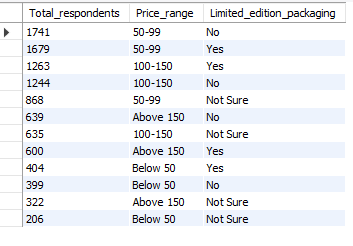 Total_respondents Price_range Limited_edition_packaging
1741 50-99 No
1679 50-99 Yes
1263 100-150 Yes
1244 100-150 No
868 50-99 Not Sure
639 Above 150 No
635 100-150 Not Sure
600 Above 150 Yes
404 Below 50 Yes
399 Below 50 No
322 Above 150 Not Sure
206 Below 50 Not Sure